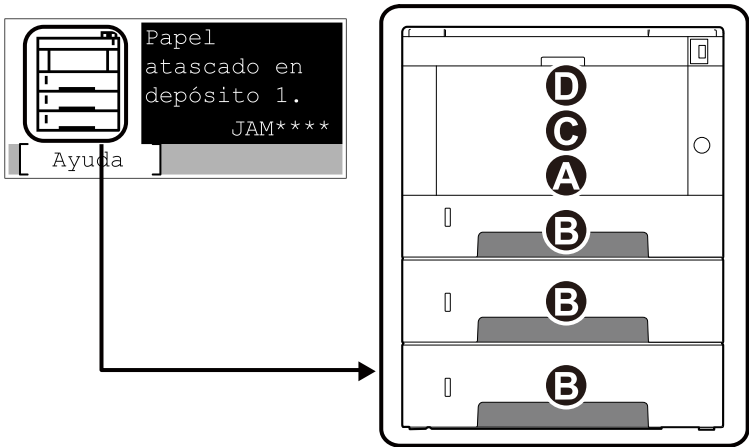 Papel
atascado en
depósito 1.
JAM****
[ Ayuda ]
D
C
A
B
B
B